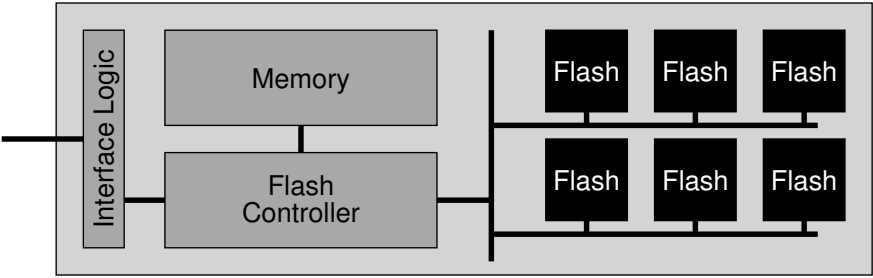 Interface Logic
Memory
Flash
Controller
Flash Flash Flash
Flash Flash Flash